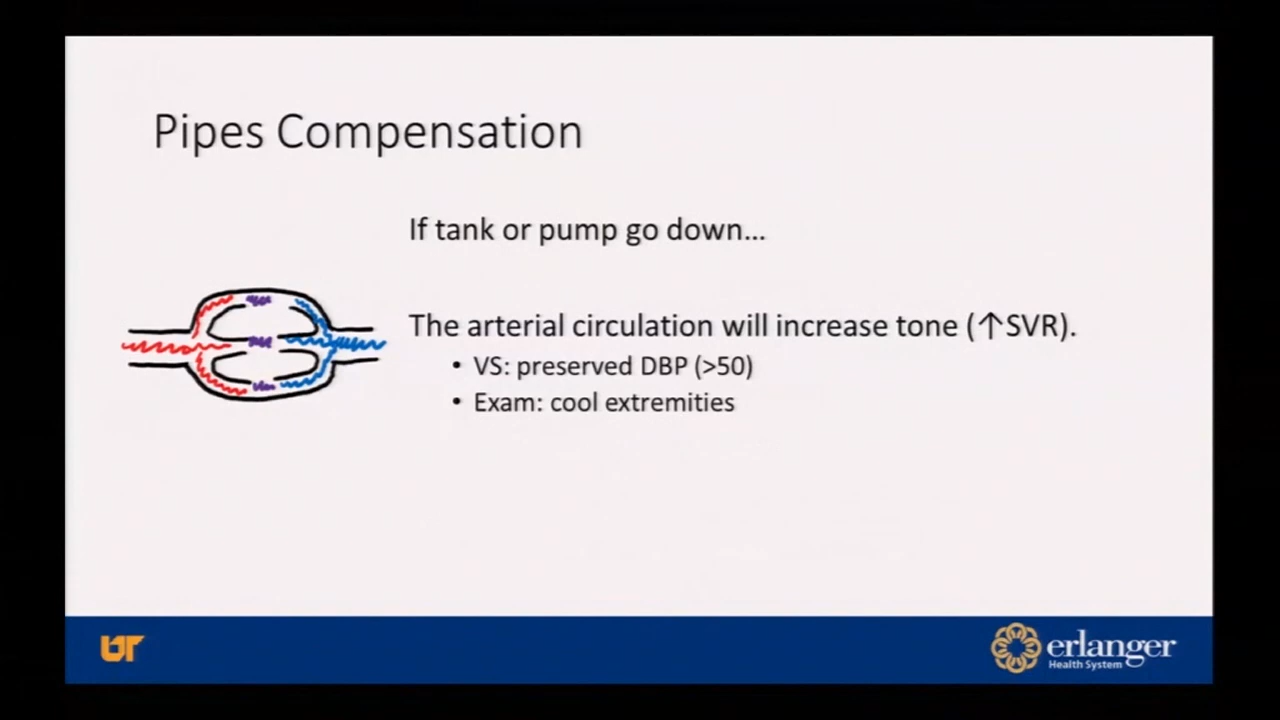 Pipes Compensation
If tank or pump go down...
The arterial circulation will increase tone (↑SVR).
• VS: preserved DBP (>50)
• Exam: cool extremities
UT
erlanger
Health System